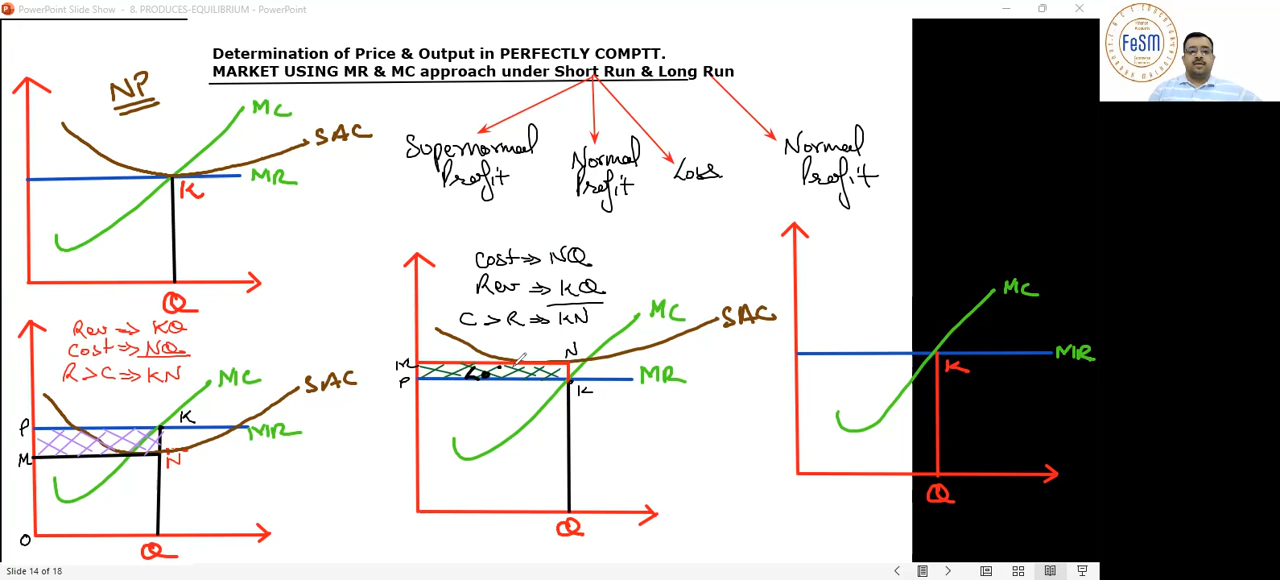 PowerPoint Slide Show - 8. PRODUCES-EQUILIBRIUM - PowerPoint
FeSM
Determination of Price & Output in PERFECTLY COMPTT.
MARKET USING MR & MC approach under Short Run & Long Run
NP
MC
SAC
MR
K
Q
Supernormal
Profit
Normal
Profit
Loss
Normal
Profit
Rev ⇒ KQ
Cost ⇒ NQ
R > C ⇒ KN
MC
SAC
P
K
MR
M
N
O
Q
Cost ⇒ NQ
Rev ⇒ KQ
C > R ⇒ KN
MC
SAC
M
N
P
Lo
MR
K
Q
MC
MR
K
Q
Slide 14 of 18